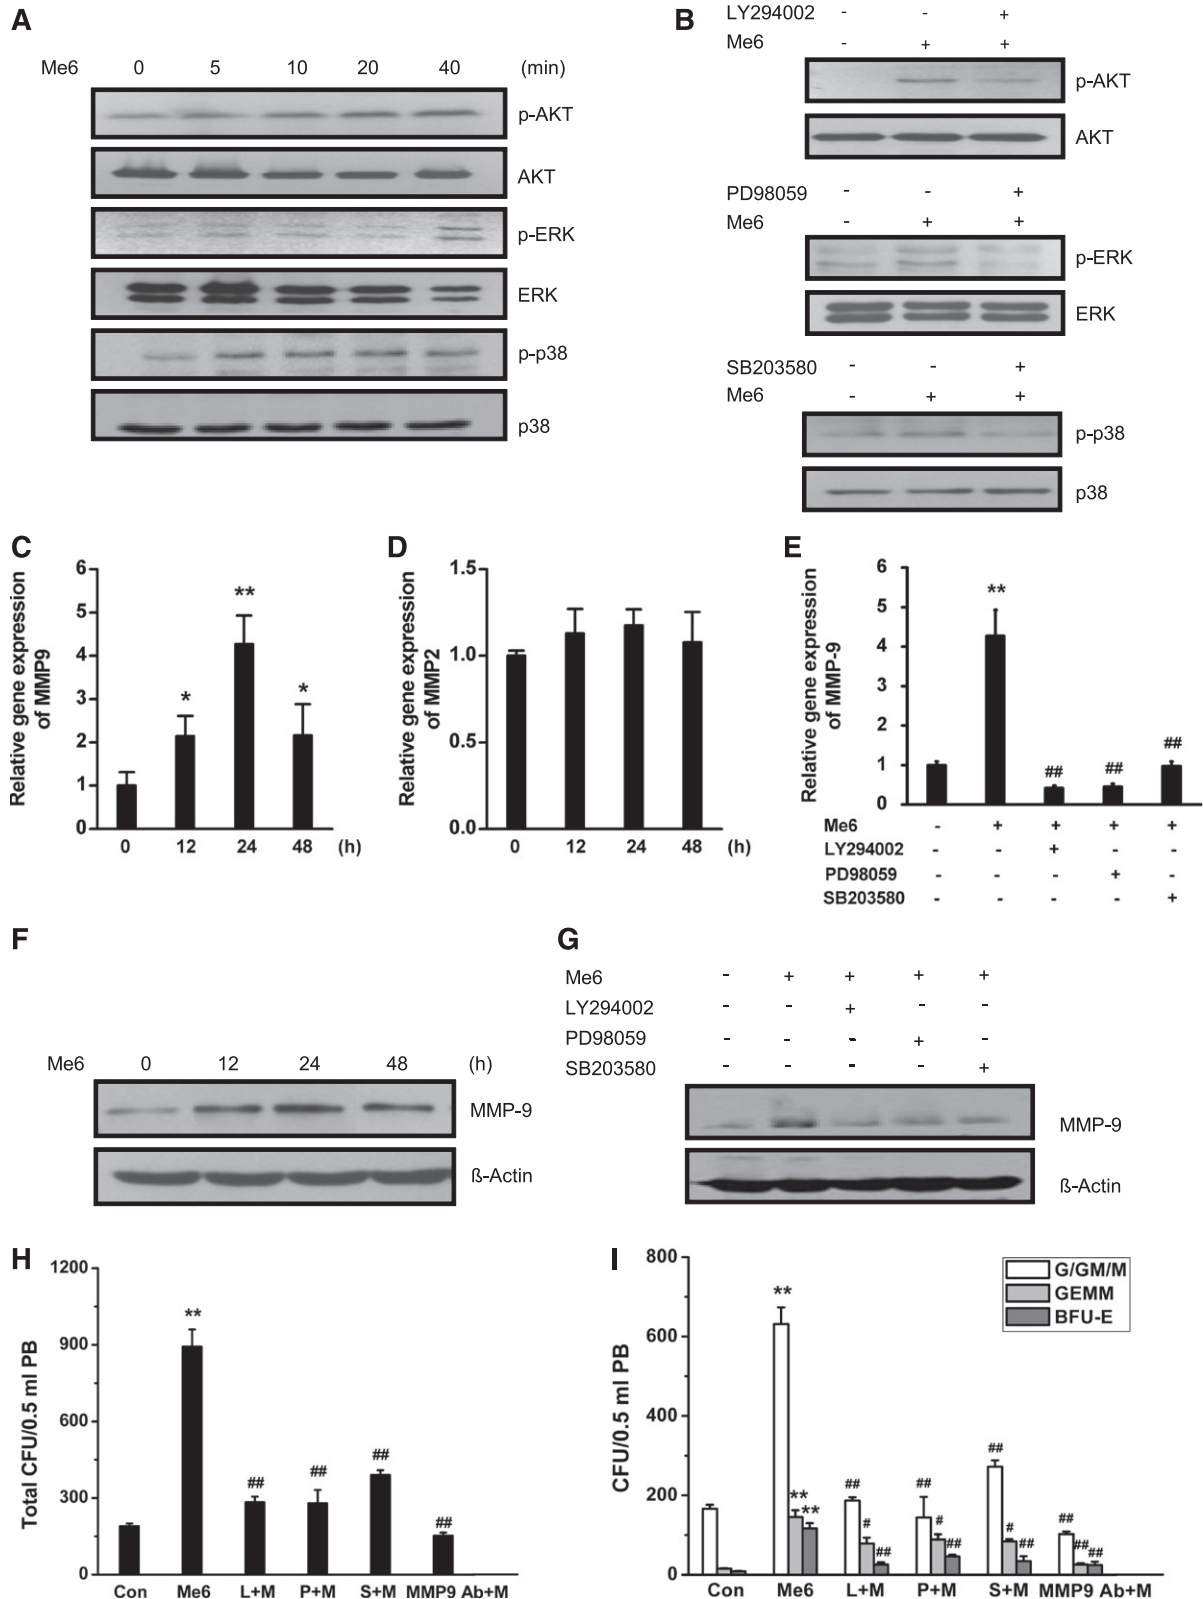 A
Me6 0 5 10 20 40 (min)
p-AKT
AKT
p-ERK
ERK
p-p38
p38
B
LY294002 - - +
Me6 - + +
p-AKT
AKT
PD98059 - - +
Me6 - + +
p-ERK
ERK
SB203580 - - +
Me6 - + +
p-p38
p38
C
Relative gene expression
of MMP9
6
5
4
3
2
1
0
* ** *
0 12 24 48 (h)
D
Relative gene expression
of MMP2
1.5
1.0
0.5
0.0
0 12 24 48 (h)
E
Relative gene expression
of MMP-9
6
5
4
3
2
1
0
** ## ## ##
Me6 - + + + +
LY294002 - - + - -
PD98059 - - - + -
SB203580 - - - - +
F
Me6 0 12 24 48 (h)
MMP-9
ß-Actin
G
Me6 - + + + +
LY294002 - - + - -
PD98059 - - - + -
SB203580 - - - - +
MMP-9
ß-Actin
H
Total CFU/0.5 ml PB
1200
900
600
300
0
** ## ## ## ##
Con Me6 L+M P+M S+M MMP9 Ab+M
I
CFU/0.5 ml PB
800
600
400
200
0
G/GM/M
GEMM
BFU-E
** ** ** ## # ## ## # ## ## # ## ## ## ##
Con Me6 L+M P+M S+M MMP9 Ab+M